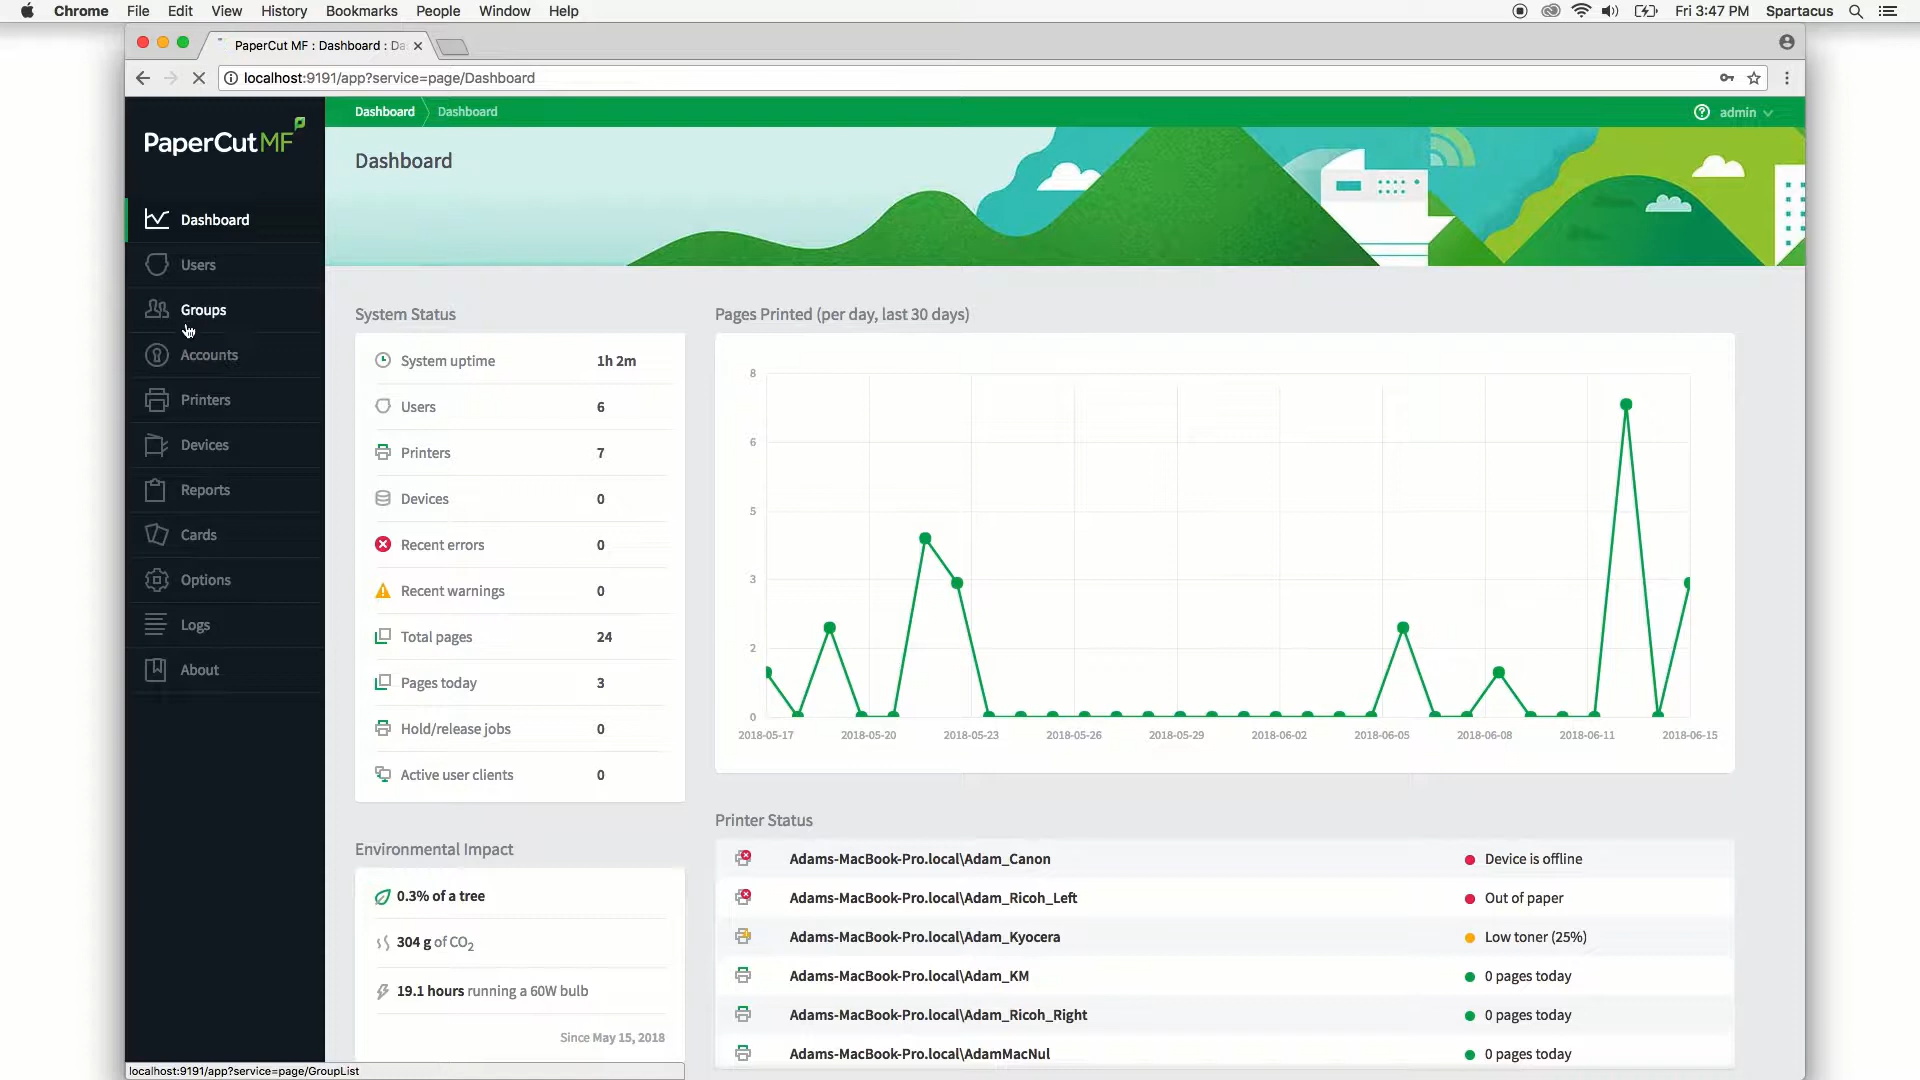 Chrome File Edit View History Bookmarks People Window Help Fri 3:47 PM Spartacus
PaperCut MF : Dashboard : Da
localhost:9191/app?service=page/Dashboard
PaperCut MF
Dashboard
Users
Groups
Accounts
Printers
Devices
Reports
Cards
Options
Logs
About
Dashboard Dashboard admin
Dashboard
System Status
System uptime 1h 2m
Users 6
Printers 7
Devices 0
Recent errors 0
Recent warnings 0
Total pages 24
Pages today 3
Hold/release jobs 0
Active user clients 0
Environmental Impact
0.3% of a tree
304 g of CO2
19.1 hours running a 60W bulb
Since May 15, 2018
Pages Printed (per day, last 30 days)
8
6
5
3
2
0
2018-05-17 2018-05-20 2018-05-23 2018-05-26 2018-05-29 2018-06-02 2018-06-05 2018-06-08 2018-06-11 2018-06-15
Printer Status
Adams-MacBook-Pro.local\Adam_Canon Device is offline
Adams-MacBook-Pro.local\Adam_Ricoh_Left Out of paper
Adams-MacBook-Pro.local\Adam_Kyocera Low toner (25%)
Adams-MacBook-Pro.local\Adam_KM 0 pages today
Adams-MacBook-Pro.local\Adam_Ricoh_Right 0 pages today
Adams-MacBook-Pro.local\AdamMacNul 0 pages today
localhost:9191/app?service=page/GroupList